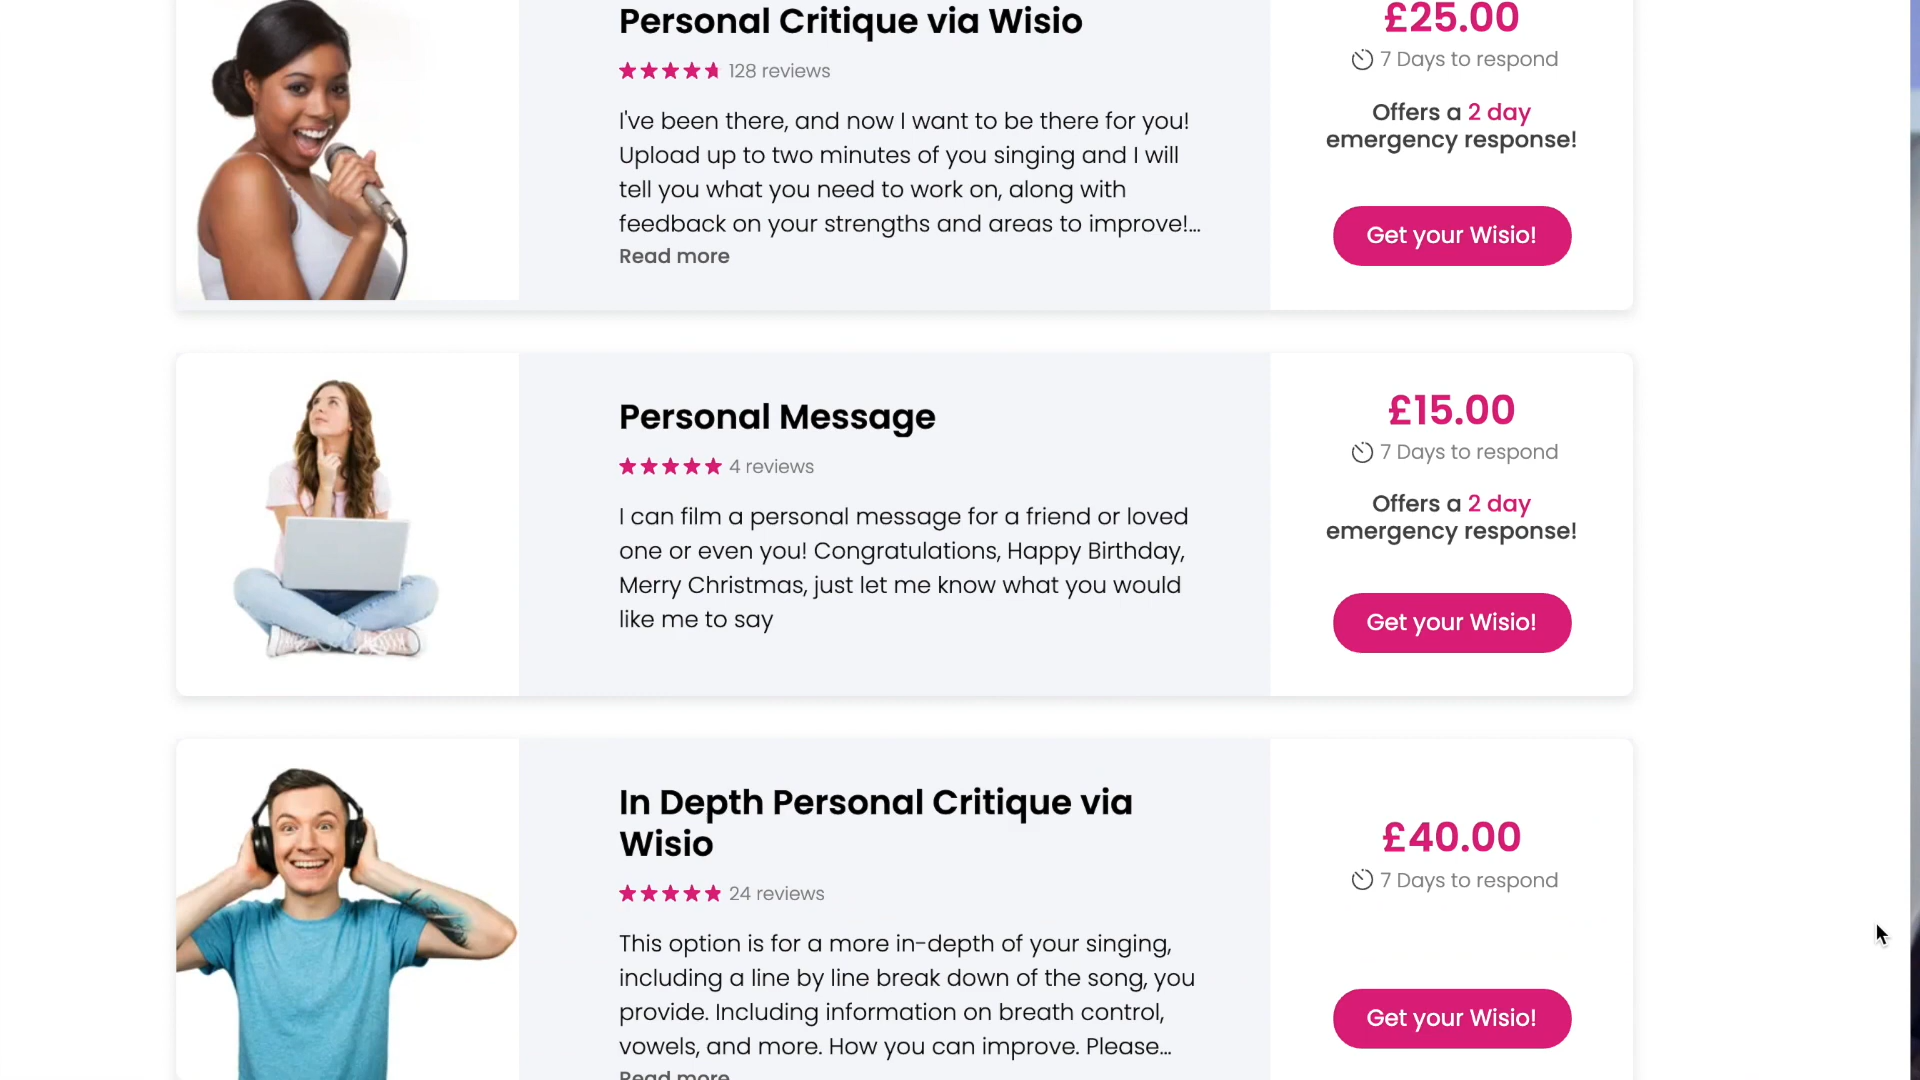 Personal Critique via Wisio
128 reviews
I've been there, and now I want to be there for you!
Upload up to two minutes of you singing and I will
tell you what you need to work on, along with
feedback on your strengths and areas to improve!...
Read more
£25.00
7 Days to respond
Offers a 2 day
emergency response!
Get your Wisio!
Personal Message
4 reviews
I can film a personal message for a friend or loved
one or even you! Congratulations, Happy Birthday,
Merry Christmas, just let me know what you would
like me to say
£15.00
7 Days to respond
Offers a 2 day
emergency response!
Get your Wisio!
In Depth Personal Critique via
Wisio
24 reviews
This option is for a more in-depth of your singing,
including a line by line break down of the song, you
provide. Including information on breath control,
vowels, and more. How you can improve. Please...
Read more
£40.00
7 Days to respond
Get your Wisio!